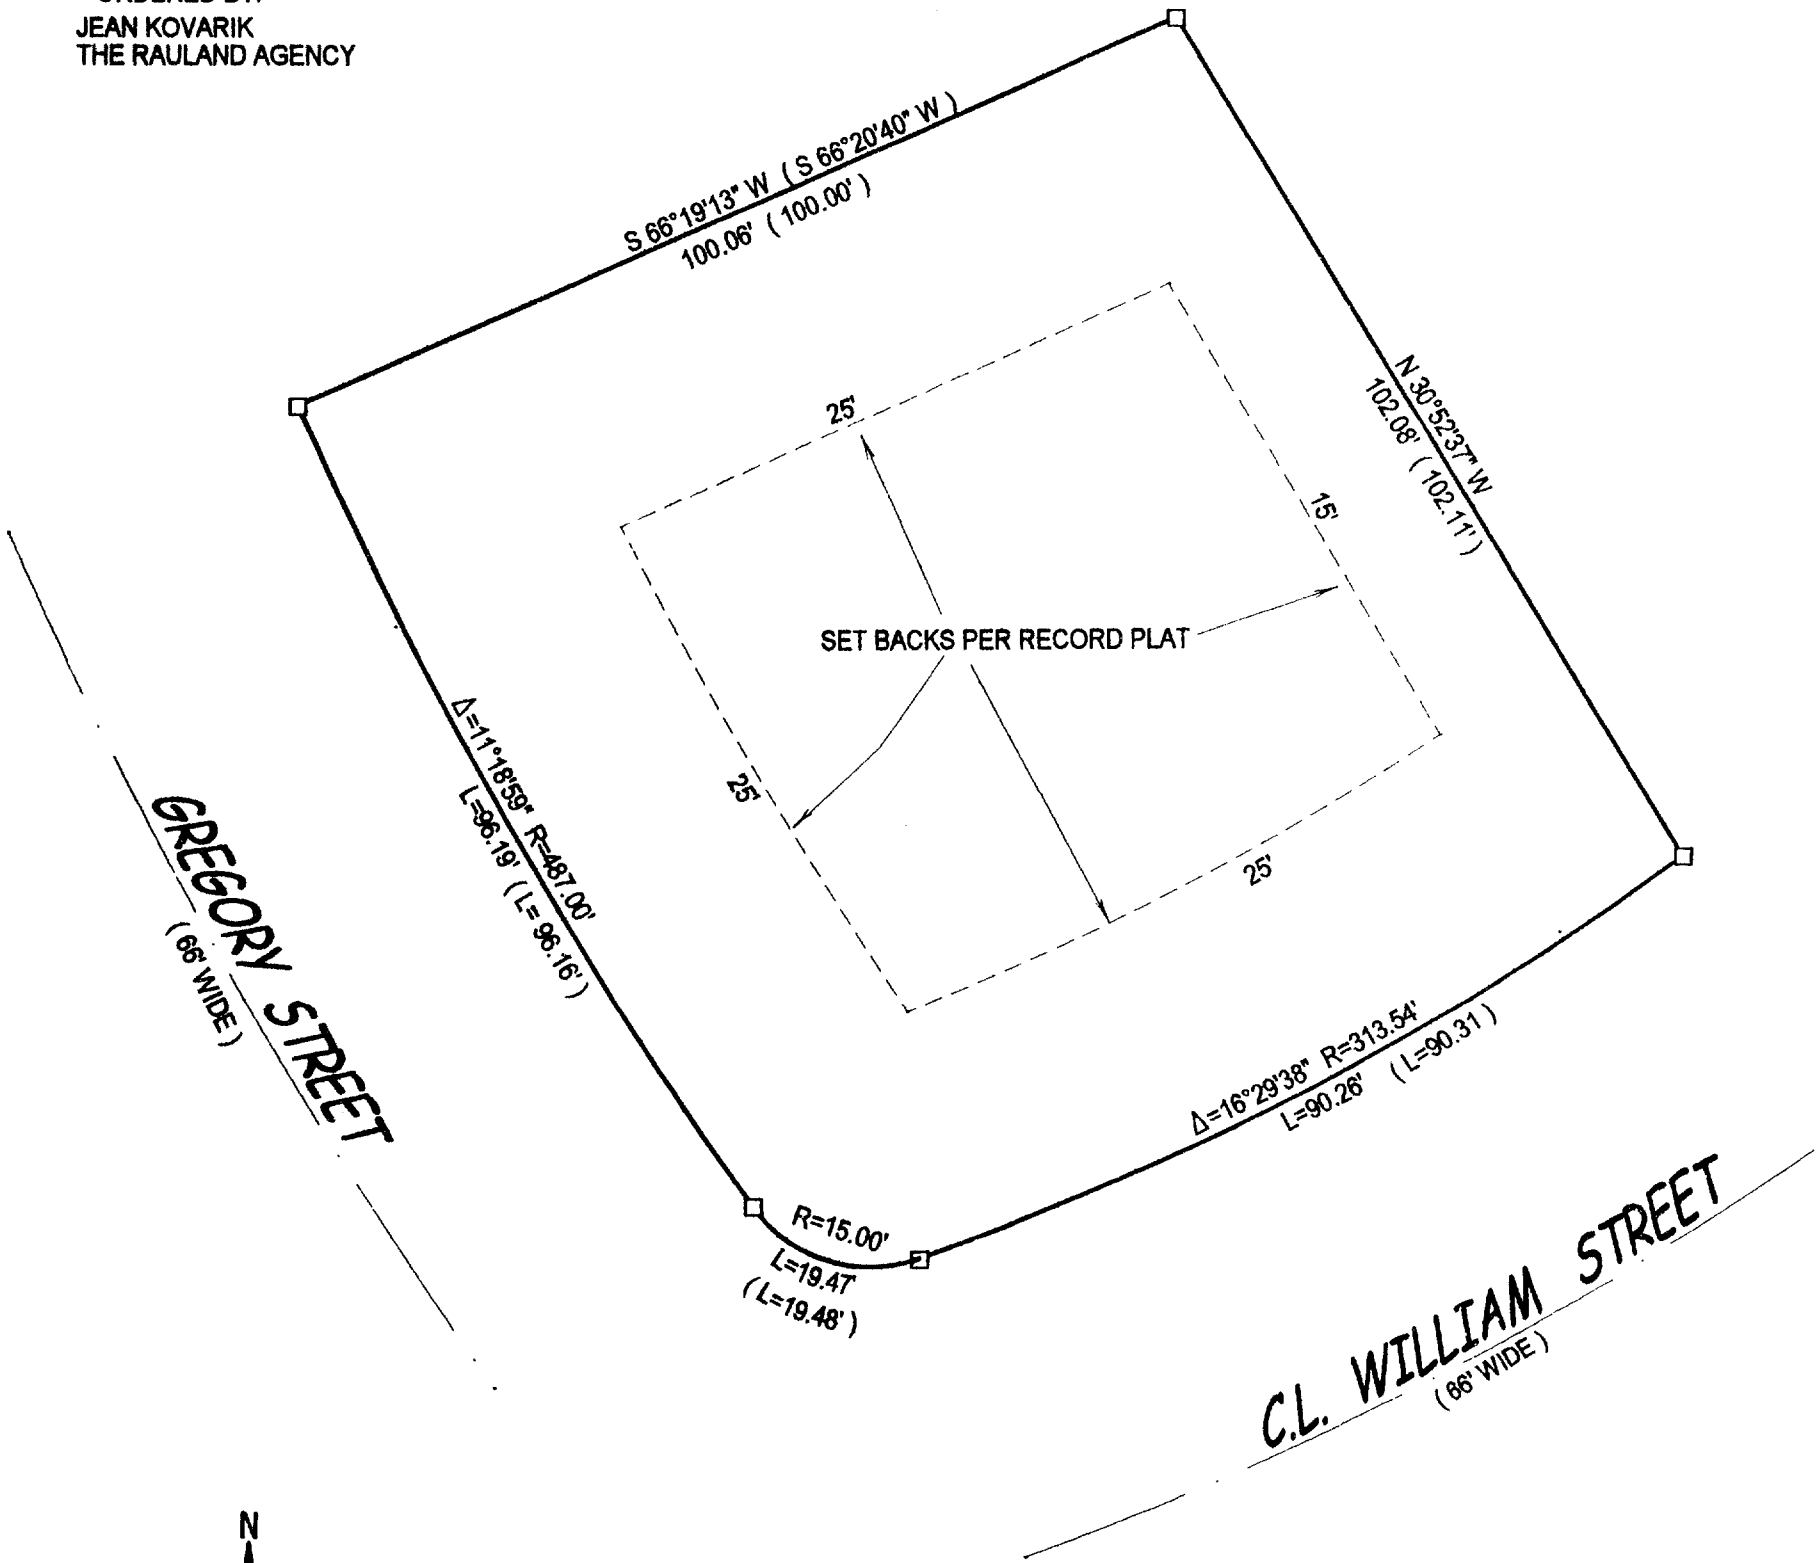 JEAN KOVARIK
THE RAULAND AGENCY
S 66°19'13" W ( S 66°20'40" W )
100.06' ( 100.00' )
N 30°52'37" W
102.08' ( 102.11' )
25'
15'
SET BACKS PER RECORD PLAT
25'
25'
Δ=11°18'59" R=487.00'
L=96.19' ( L= 96.16' )
GREGORY STREET
( 66' WIDE )
Δ=16°29'38" R=313.54'
L=90.26' ( L=90.31 )
R=15.00'
L=19.47'
( L=19.48' )
C.L. WILLIAM STREET
( 66' WIDE )
N